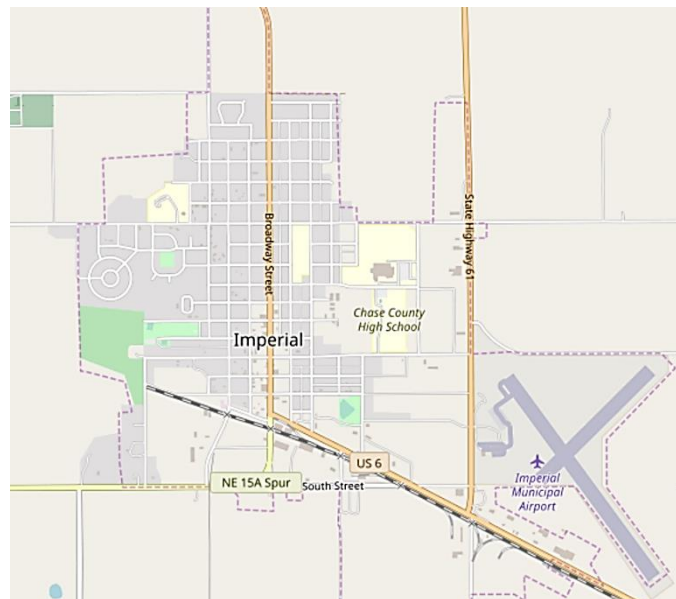 Broadway Street
State Highway 61
Chase County
High School
Imperial
US 6
NE 15A Spur
South Street
Imperial
Municipal
Airport